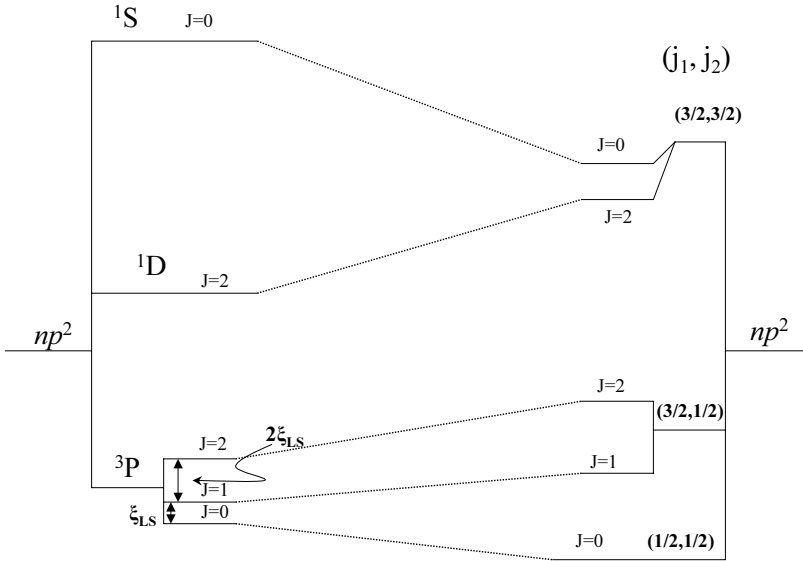 ¹S
J=0
(j₁, j₂)
(3/2,3/2)
J=0
J=2
¹D
J=2
np²
np²
J=2
(3/2,1/2)
2ξLS
J=2
³P
J=1
J=1
ξLS
J=0
J=0
(1/2,1/2)